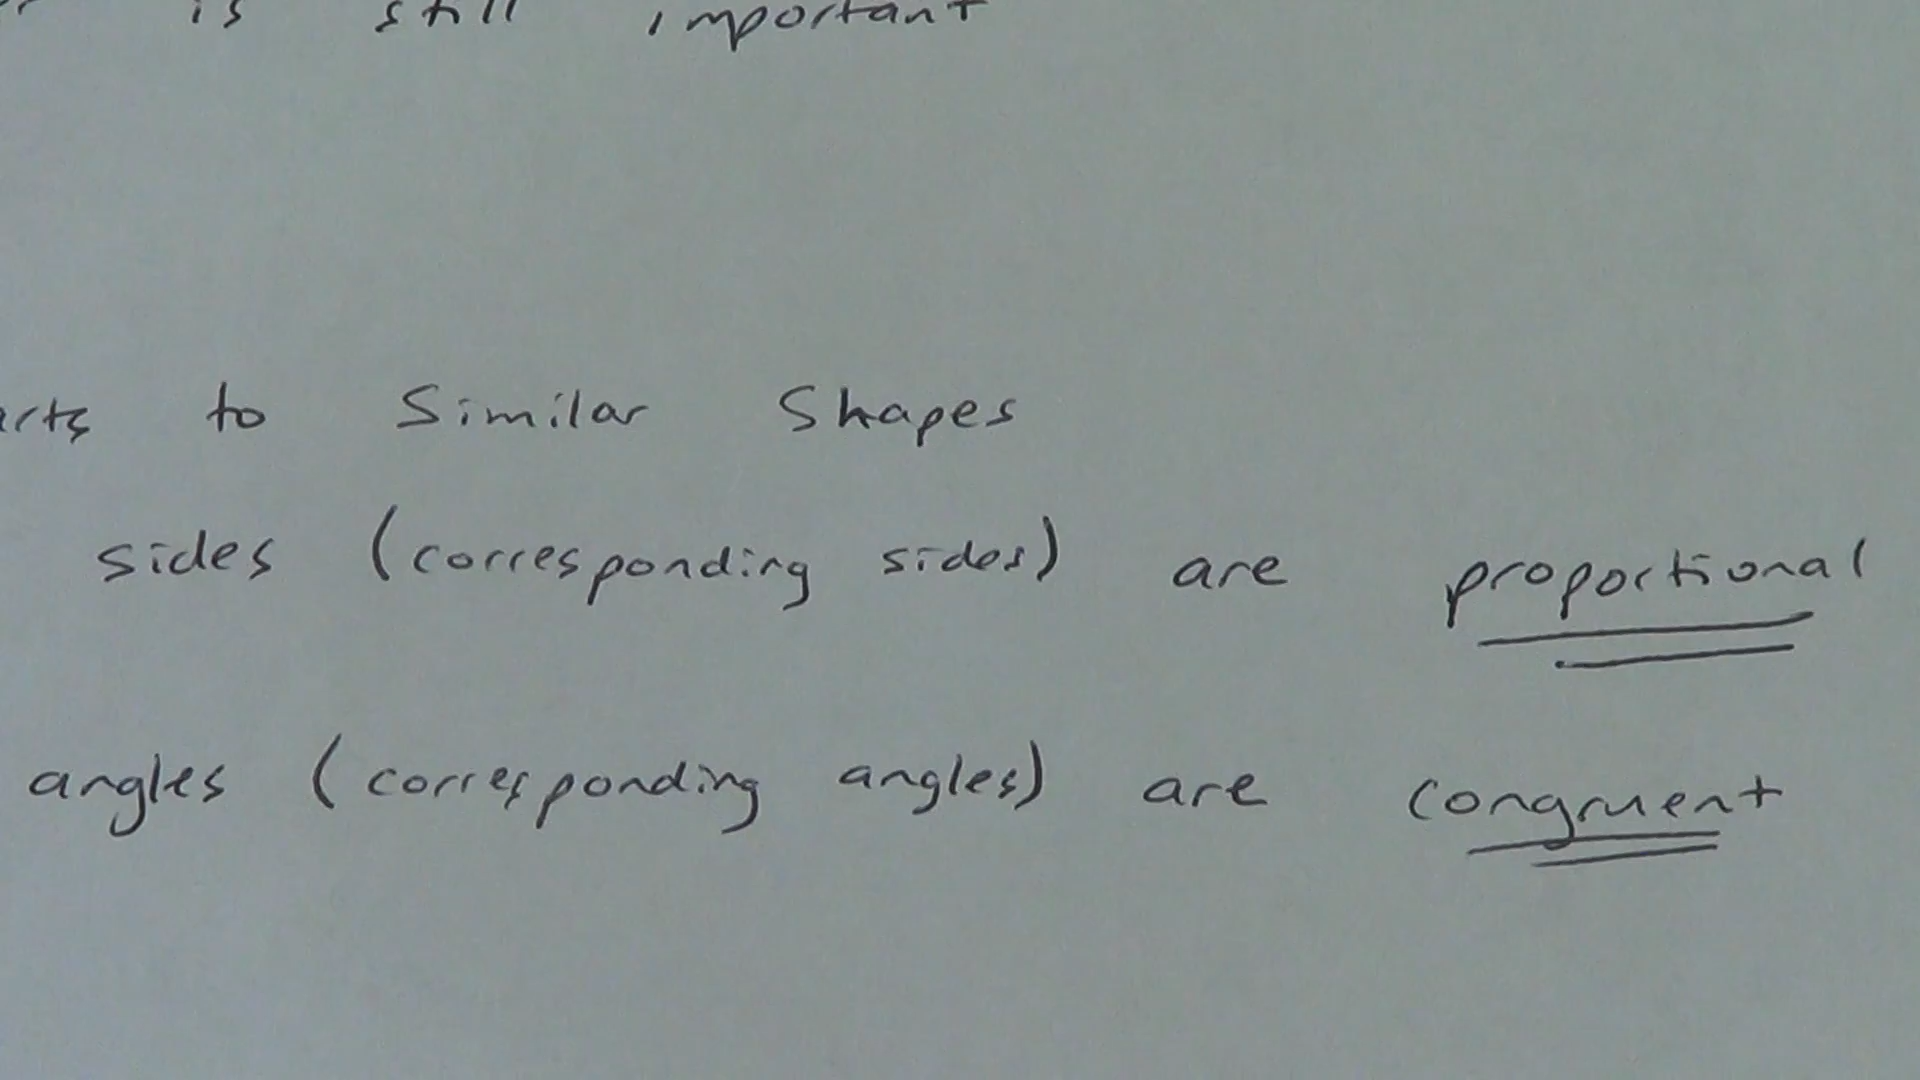 is still important
to Similar Shapes
sides (corresponding sides) are proportional
angles (corresponding angles) are congruent